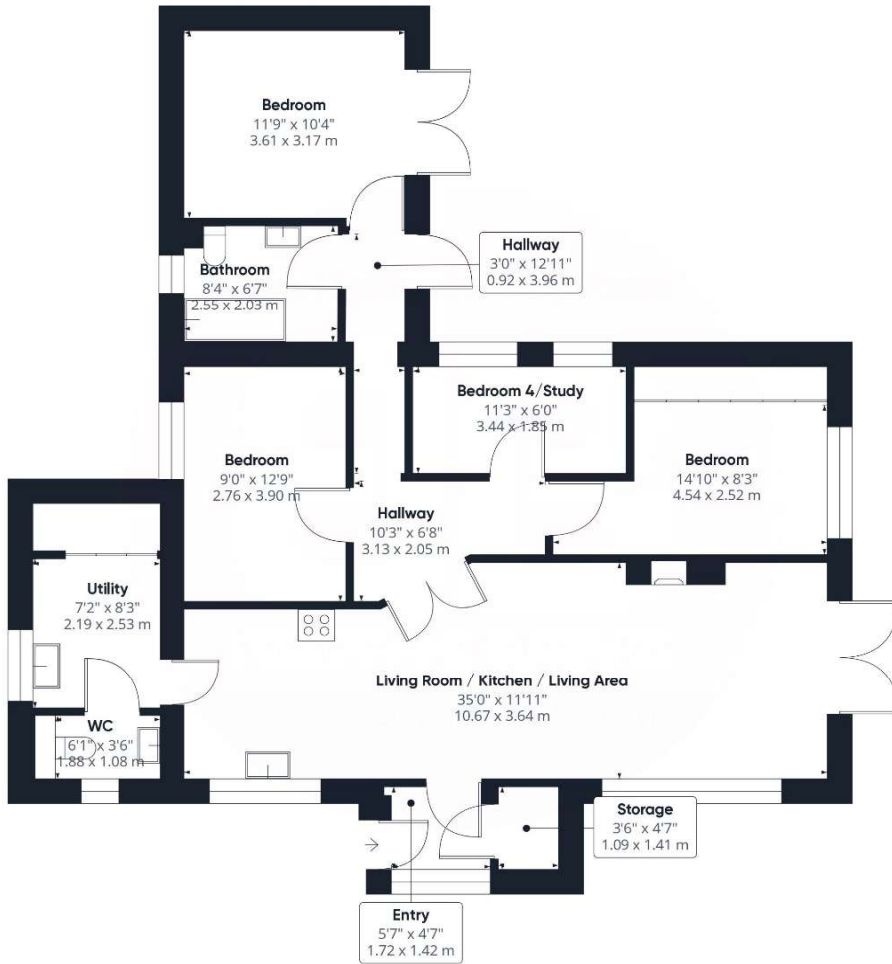 Bedroom
11'9" x 10'4"
3.61 x 3.17 m
Hallway
3'0" x 12'11"
0.92 x 3.96 m
Bathroom
8'4" x 6'7"
2.55 x 2.03 m
Bedroom 4/Study
11'3" x 6'0"
3.44 x 1.85 m
Bedroom
9'0" x 12'9"
2.76 x 3.90 m
Bedroom
14'10" x 8'3"
4.54 x 2.52 m
Hallway
10'3" x 6'8"
3.13 x 2.05 m
Utility
7'2" x 8'3"
2.19 x 2.53 m
Living Room / Kitchen / Living Area
35'0" x 11'11"
10.67 x 3.64 m
WC
6'1" x 3'6"
1.88 x 1.08 m
Storage
3'6" x 4'7"
1.09 x 1.41 m
Entry
5'7" x 4'7"
1.72 x 1.42 m